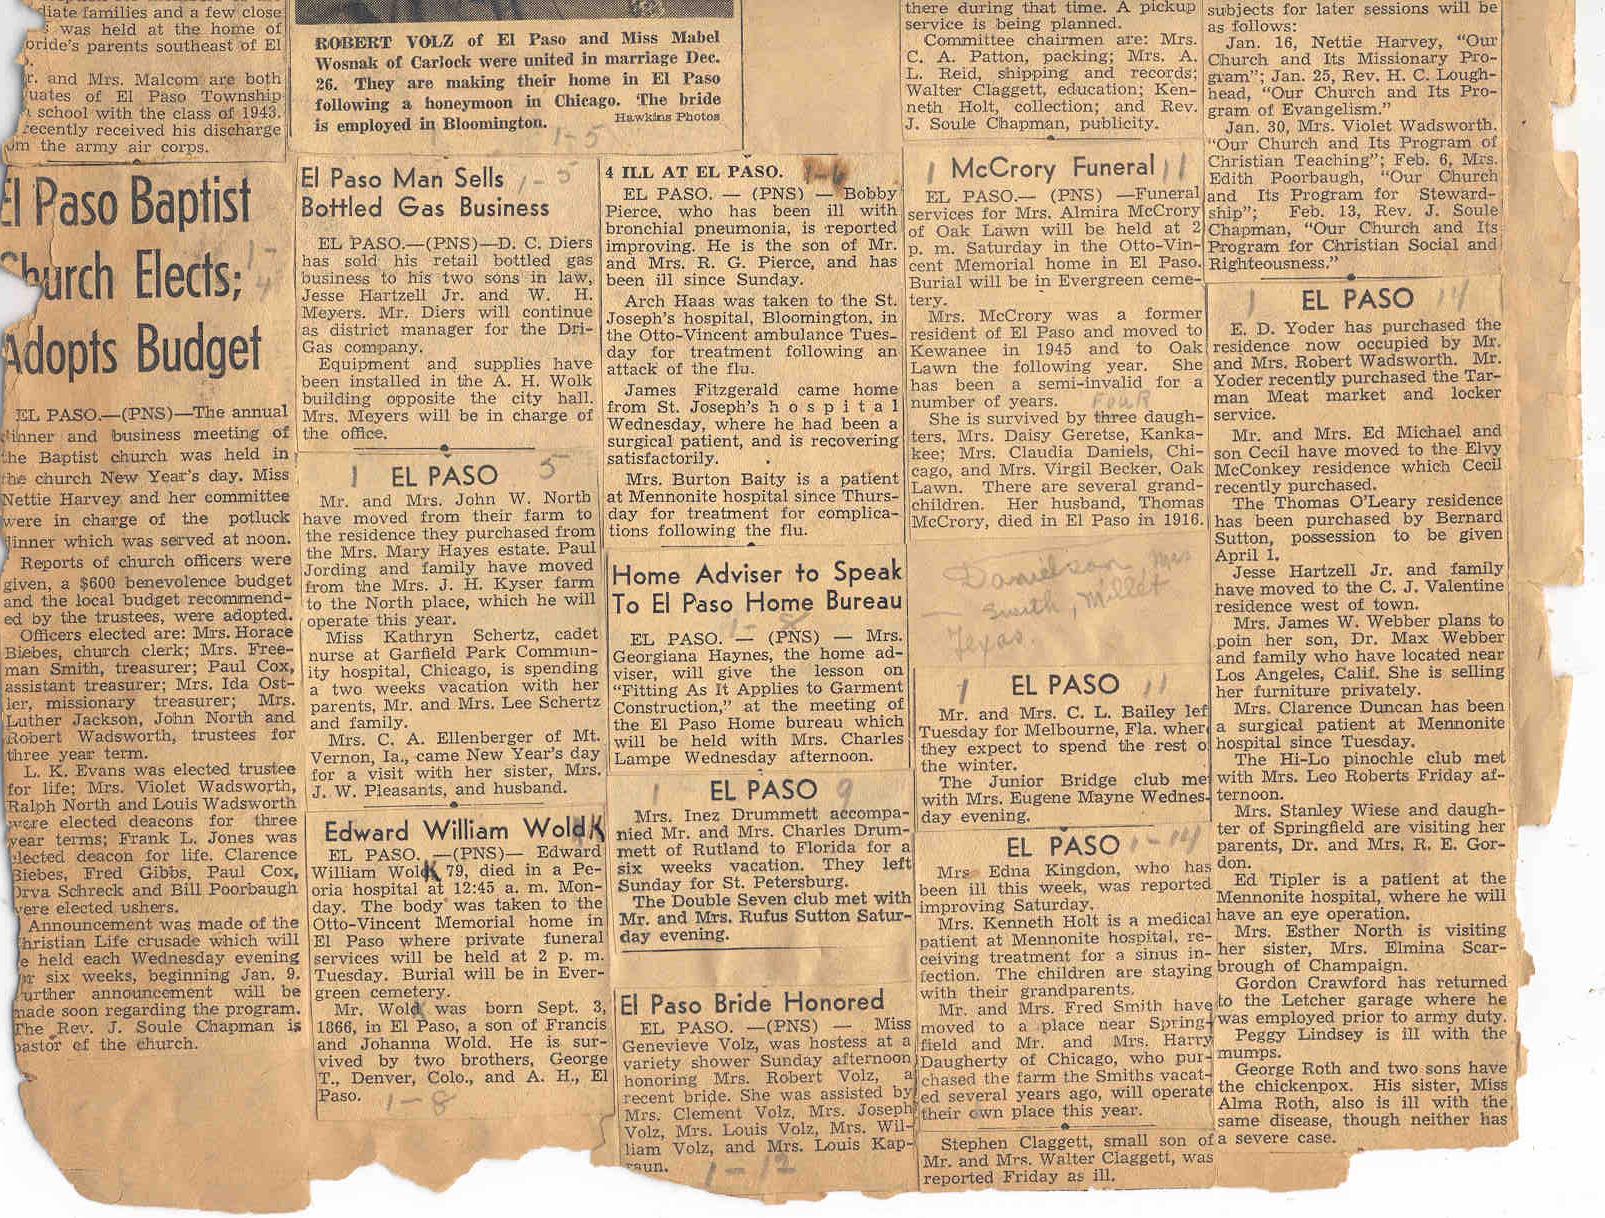 liate families and a few close
was held at the home of
bride's parents southeast of El
r. and Mrs. Malcom are both
uates of El Paso Township
school with the class of 1943.
recently received his discharge
om the army air corps.
El Paso Baptist
Church Elects;
Adopts Budget
1-
4
EL PASO.—(PNS)—The annual
dinner and business meeting of
the Baptist church was held in
the church New Year's day. Miss
Nettie Harvey and her committee
were in charge of the potluck
dinner which was served at noon.
Reports of church officers were
given, a $600 benevolence budget
and the local budget recommend-
ed by the trustees, were adopted.
Officers elected are: Mrs. Horace
Biebes, church clerk; Mrs. Free-
man Smith, treasurer; Paul Cox,
assistant treasurer; Mrs. Ida Ost-
ler, missionary treasurer; Mrs.
Luther Jackson, John North and
Robert Wadsworth, trustees for
three year term.
L. K. Evans was elected trustee
for life; Mrs. Violet Wadsworth,
Ralph North and Louis Wadsworth
were elected deacons for three
year terms; Frank L. Jones was
elected deacon for life. Clarence
Biebes, Fred Gibbs, Paul Cox,
Orva Schreck and Bill Poorbaugh
were elected ushers.
Announcement was made of the
Christian Life crusade which will
e held each Wednesday evening
or six weeks, beginning Jan. 9.
Further announcement will be
made soon regarding the program.
The Rev. J. Soule Chapman is
pastor of the church.
ROBERT VOLZ of El Paso and Miss Mabel
Wosnak of Carlock were united in marriage Dec.
26. They are making their home in El Paso
following a honeymoon in Chicago. The bride
is employed in Bloomington.
Hawkins Photos
1-5
El Paso Man Sells
Bottled Gas Business
1-5
EL PASO.—(PNS)—D. C. Diers
has sold his retail bottled gas
business to his two sons in law,
Jesse Hartzell Jr. and W. H.
Meyers. Mr. Diers will continue
as district manager for the Dri-
Gas company.
Equipment and supplies have
been installed in the A. H. Wolk
building opposite the city hall.
Mrs. Meyers will be in charge of
the office.
1 EL PASO 5
Mr. and Mrs. John W. North
have moved from their farm to
the residence they purchased from
the Mrs. Mary Hayes estate. Paul
Jording and family have moved
from the Mrs. J. H. Kyser farm
to the North place, which he will
operate this year.
Miss Kathryn Schertz, cadet
nurse at Garfield Park Commun-
ity hospital, Chicago, is spending
a two weeks vacation with her
parents, Mr. and Mrs. Lee Schertz
and family.
Mrs. C. A. Ellenberger of Mt.
Vernon, Ia., came New Year's day
for a visit with her sister, Mrs.
J. W. Pleasants, and husband.
Edward William Wold K
EL PASO. —(PNS)— Edward
William Wold K 79, died in a Pe-
oria hospital at 12:45 a. m. Mon-
day. The body was taken to the
Otto-Vincent Memorial home in
El Paso where private funeral
services will be held at 2 p. m.
Tuesday. Burial will be in Ever-
green cemetery.
Mr. Wold was born Sept. 3,
1866, in El Paso, a son of Francis
and Johanna Wold. He is sur-
vived by two brothers, George
T., Denver, Colo., and A. H., El
Paso.
1-8
4 ILL AT EL PASO. 1-6
EL PASO. — (PNS) — Bobby
Pierce, who has been ill with
bronchial pneumonia, is reported
improving. He is the son of Mr.
and Mrs. R. G. Pierce, and has
been ill since Sunday.
Arch Haas was taken to the St.
Joseph's hospital, Bloomington, in
the Otto-Vincent ambulance Tues-
day for treatment following an
attack of the flu.
James Fitzgerald came home
from St. Joseph's hospital
Wednesday, where he had been a
surgical patient, and is recovering
satisfactorily.
Mrs. Burton Baity is a patient
at Mennonite hospital since Thurs-
day for treatment for complica-
tions following the flu.
Home Adviser to Speak
To El Paso Home Bureau
1-8
EL PASO. — (PNS) — Mrs.
Georgiana Haynes, the home ad-
viser, will give the lesson on
"Fitting As It Applies to Garment
Construction," at the meeting of
the El Paso Home bureau which
will be held with Mrs. Charles
Lampe Wednesday afternoon.
1 EL PASO 9
Mrs. Inez Drummett accompa-
nied Mr. and Mrs. Charles Drum-
mett of Rutland to Florida for a
six weeks vacation. They left
Sunday for St. Petersburg.
The Double Seven club met with
Mr. and Mrs. Rufus Sutton Satur-
day evening.
El Paso Bride Honored
EL PASO. —(PNS) — Miss
Genevieve Volz, was hostess at a
variety shower Sunday afternoon
honoring Mrs. Robert Volz, a
recent bride. She was assisted by
Mrs. Clement Volz, Mrs. Joseph
Volz, Mrs. Louis Volz, Mrs. Wil-
liam Volz, and Mrs. Louis Kap-
raun.
1-12
there during that time. A pickup
service is being planned.
Committee chairmen are: Mrs.
C. A. Patton, packing; Mrs. A.
L. Reid, shipping and records;
Walter Claggett, education; Ken-
neth Holt, collection; and Rev.
J. Soule Chapman, publicity.
1 McCrory Funeral 11
EL PASO.— (PNS) —Funeral
services for Mrs. Almira McCrory
of Oak Lawn will be held at 2
p. m. Saturday in the Otto-Vin-
cent Memorial home in El Paso.
Burial will be in Evergreen ceme-
tery.
Mrs. McCrory was a former
resident of El Paso and moved to
Kewanee in 1945 and to Oak
Lawn the following year. She
has been a semi-invalid for a
number of years.
Four
She is survived by three daugh-
ters, Mrs. Daisy Geretse, Kanka-
kee; Mrs. Claudia Daniels, Chi-
cago, and Mrs. Virgil Becker, Oak
Lawn. There are several grand-
children. Her husband, Thomas
McCrory, died in El Paso in 1916.
Danielson, Mrs
Smith, Millet
Texas.
1 EL PASO 11
Mr. and Mrs. C. L. Bailey lef
Tuesday for Melbourne, Fla. wher
they expect to spend the rest o
the winter.
The Junior Bridge club me
with Mrs. Eugene Mayne Wednes-
day evening.
EL PASO 1-14
Mrs. Edna Kingdon, who has
been ill this week, was reported
improving Saturday.
Mrs. Kenneth Holt is a medical
patient at Mennonite hospital, re-
ceiving treatment for a sinus in-
fection. The children are staying
with their grandparents.
Mr. and Mrs. Fred Smith have
moved to a place near Spring-
field and Mr. and Mrs. Harry
Daugherty of Chicago, who pur-
chased the farm the Smiths vacat-
ed several years ago, will operate
their own place this year.
Stephen Claggett, small son of
Mr. and Mrs. Walter Claggett, was
reported Friday as ill.
subjects for later sessions will be
as follows:
Jan. 16, Nettie Harvey, "Our
Church and Its Missionary Pro-
gram"; Jan. 25, Rev. H. C. Lough-
head, "Our Church and Its Pro-
gram of Evangelism."
Jan. 30, Mrs. Violet Wadsworth,
"Our Church and Its Program of
Christian Teaching"; Feb. 6, Mrs.
Edith Poorbaugh, "Our Church
and Its Program for Steward-
ship"; Feb. 13, Rev. J. Soule
Chapman, "Our Church and Its
Program for Christian Social and
Righteousness."
1 EL PASO 14
E. D. Yoder has purchased the
residence now occupied by Mr.
and Mrs. Robert Wadsworth. Mr.
Yoder recently purchased the Tar-
man Meat market and locker
service.
Mr. and Mrs. Ed Michael and
son Cecil have moved to the Elvy
McConkey residence which Cecil
recently purchased.
The Thomas O'Leary residence
has been purchased by Bernard
Sutton, possession to be given
April 1.
Jesse Hartzell Jr. and family
have moved to the C. J. Valentine
residence west of town.
Mrs. James W. Webber plans to
poin her son, Dr. Max Webber
and family who have located near
Los Angeles, Calif. She is selling
her furniture privately.
Mrs. Clarence Duncan has been
a surgical patient at Mennonite
hospital since Tuesday.
The Hi-Lo pinochle club met
with Mrs. Leo Roberts Friday af-
ternoon.
Mrs. Stanley Wiese and daugh-
ter of Springfield are visiting her
parents, Dr. and Mrs. R. E. Gor-
don.
Ed Tipler is a patient at the
Mennonite hospital, where he will
have an eye operation.
Mrs. Esther North is visiting
her sister, Mrs. Elmina Scar-
brough of Champaign.
Gordon Crawford has returned
to the Letcher garage where he
was employed prior to army duty.
Peggy Lindsey is ill with the
mumps.
George Roth and two sons have
the chickenpox. His sister, Miss
Alma Roth, also is ill with the
same disease, though neither has
a severe case.